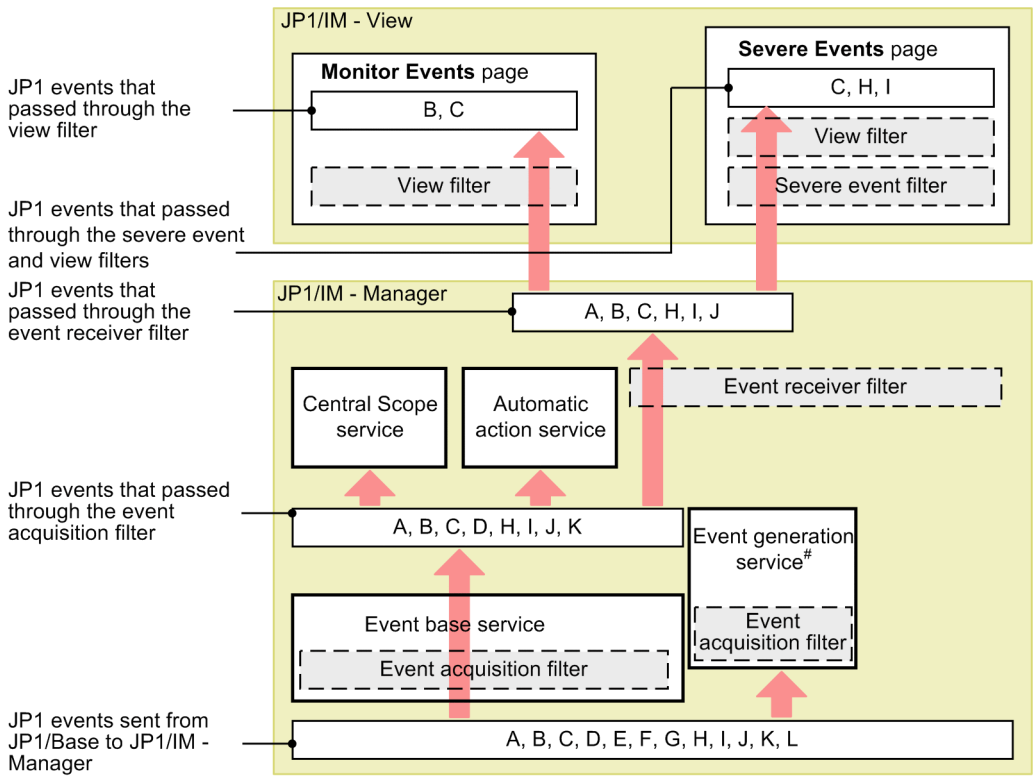 JP1/IM - View
Monitor Events page
B, C
View filter
Severe Events page
C, H, I
View filter
Severe event filter
JP1 events that
passed through the
view filter
JP1 events that passed
through the severe event
and view filters
JP1 events that
passed through the
event receiver filter
JP1/IM - Manager
A, B, C, H, I, J
Central Scope
service
Automatic
action service
Event receiver filter
JP1 events that passed
through the event
acquisition filter
A, B, C, D, H, I, J, K
Event generation
service#
Event
acquisition filter
Event base service
Event acquisition filter
JP1 events sent from
JP1/Base to JP1/IM -
Manager
A, B, C, D, E, F, G, H, I, J, K, L